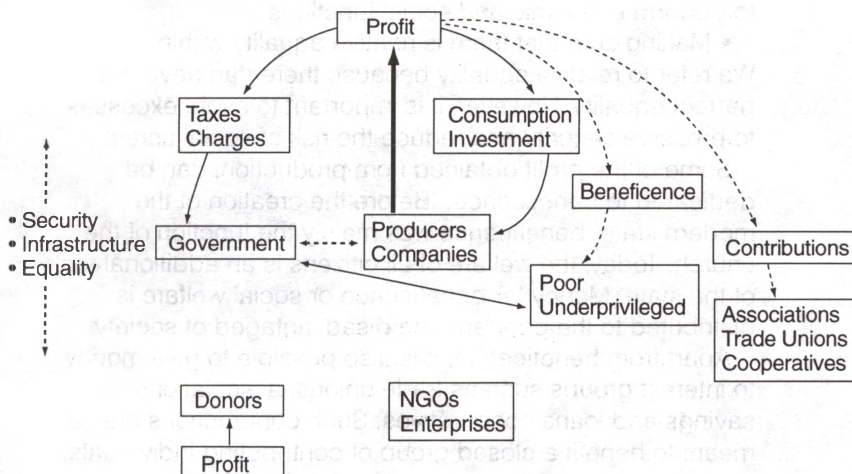 Profit
Taxes
Charges
Consumption
Investment
Beneficence
• Security
• Infrastructure
• Equality
Government
Producers
Companies
Contributions
Poor
Underprivileged
Associations
Trade Unions
Cooperatives
Donors
NGOs
Enterprises
Profit